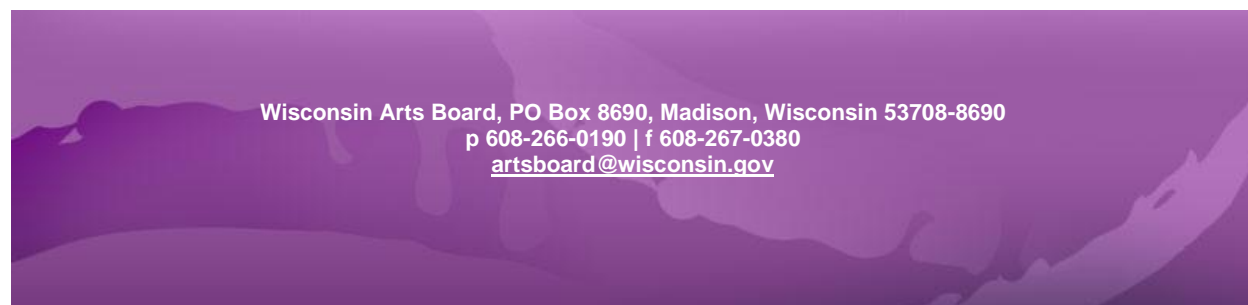 Wisconsin Arts Board, PO Box 8690, Madison, Wisconsin 53708-8690
p 608-266-0190 | f 608-267-0380
artsboard@wisconsin.gov